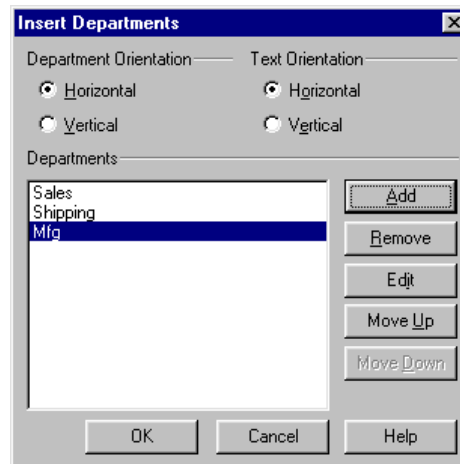 Insert Departments
Department Orientation Text Orientation
Horizontal Horizontal
Vertical Vertical
Departments
Sales
Shipping
Mfg
Add
Remove
Edit
Move Up
Move Down
OK Cancel Help